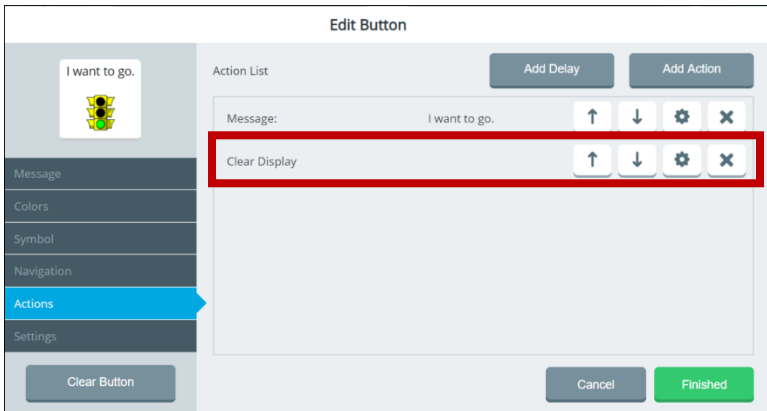 Edit Button
I want to go.
Action List
Add Delay
Add Action
Message: I want to go.
Clear Display
Message
Colors
Symbol
Navigation
Actions
Settings
Clear Button
Cancel
Finished